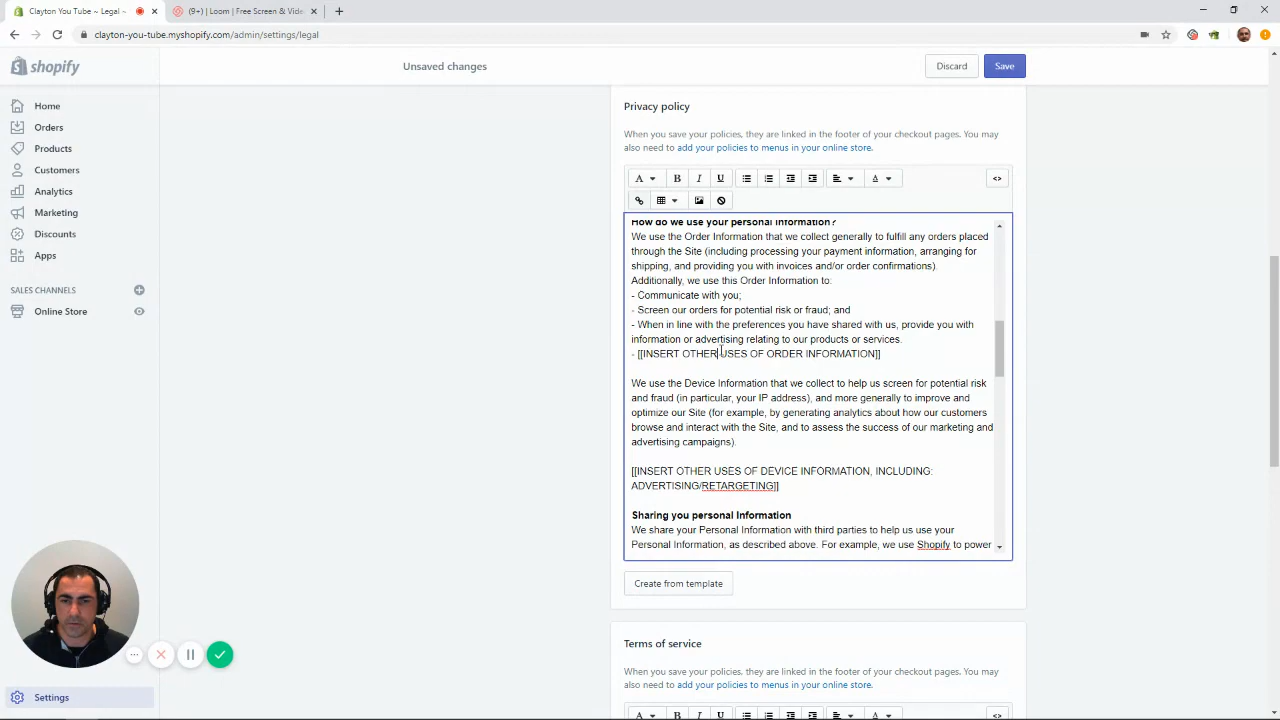 Clayton You Tube ~ Legal ~
(9+) | Loom | Free Screen & Vide
clayton-you-tube.myshopify.com/admin/settings/legal
shopify
Unsaved changes
Discard
Save
Home
Orders
Products
Customers
Analytics
Marketing
Discounts
Apps
SALES CHANNELS
Online Store
Settings
Privacy policy
When you save your policies, they are linked in the footer of your checkout pages. You may
also need to add your policies to menus in your online store.
A
B
I
U
A
<>
How do we use your personal information?
We use the Order Information that we collect generally to fulfill any orders placed
through the Site (including processing your payment information, arranging for
shipping, and providing you with invoices and/or order confirmations).
Additionally, we use this Order Information to:
- Communicate with you;
- Screen our orders for potential risk or fraud; and
- When in line with the preferences you have shared with us, provide you with
information or advertising relating to our products or services.
- [[INSERT OTHER USES OF ORDER INFORMATION]]
We use the Device Information that we collect to help us screen for potential risk
and fraud (in particular, your IP address), and more generally to improve and
optimize our Site (for example, by generating analytics about how our customers
browse and interact with the Site, and to assess the success of our marketing and
advertising campaigns).
[[INSERT OTHER USES OF DEVICE INFORMATION, INCLUDING:
ADVERTISING/RETARGETING]]
Sharing you personal Information
We share your Personal Information with third parties to help us use your
Personal Information, as described above. For example, we use Shopify to power
Create from template
Terms of service
When you save your policies, they are linked in the footer of your checkout pages. You may
also need to add your policies to menus in your online store.
A
B
I
U
A
<>